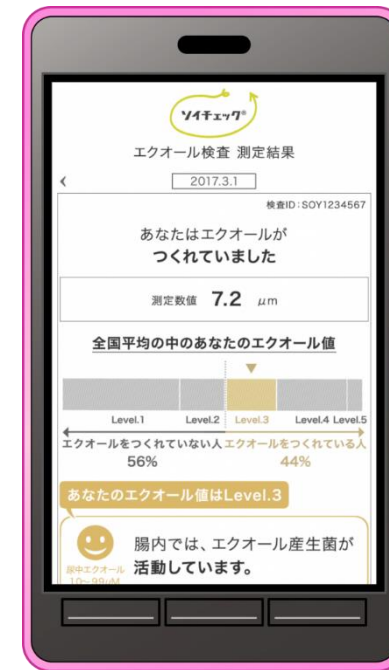 ソイチェック®
エクオール検査 測定結果
‹ 2017.3.1
検査ID:SOY1234567
あなたはエクオールが
つくれていました
測定数値 7.2 μm
全国平均の中のあなたのエクオール値
▼
Level.1 Level.2 Level.3 Level.4 Level.5
エクオールをつくれていない人 エクオールをつくれている人
56% 44%
あなたのエクオール値はLevel.3
腸内では、エクオール産生菌が
尿中エクオール 活動しています。
10~99μM